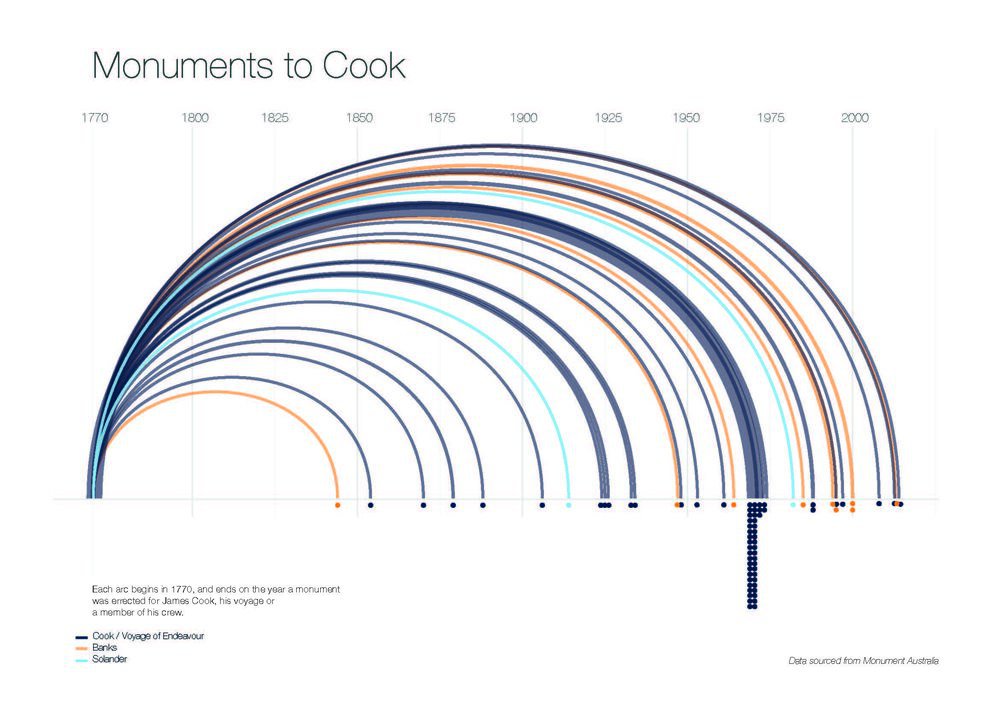 Monuments to Cook
1770 1800 1825 1850 1875 1900 1925 1950 1975 2000
Each arc begins in 1770, and ends on the year a monument
was errected for James Cook, his voyage or
a member of his crew.
Cook / Voyage of Endeavour
Banks
Solander
Data sourced from Monument Australia